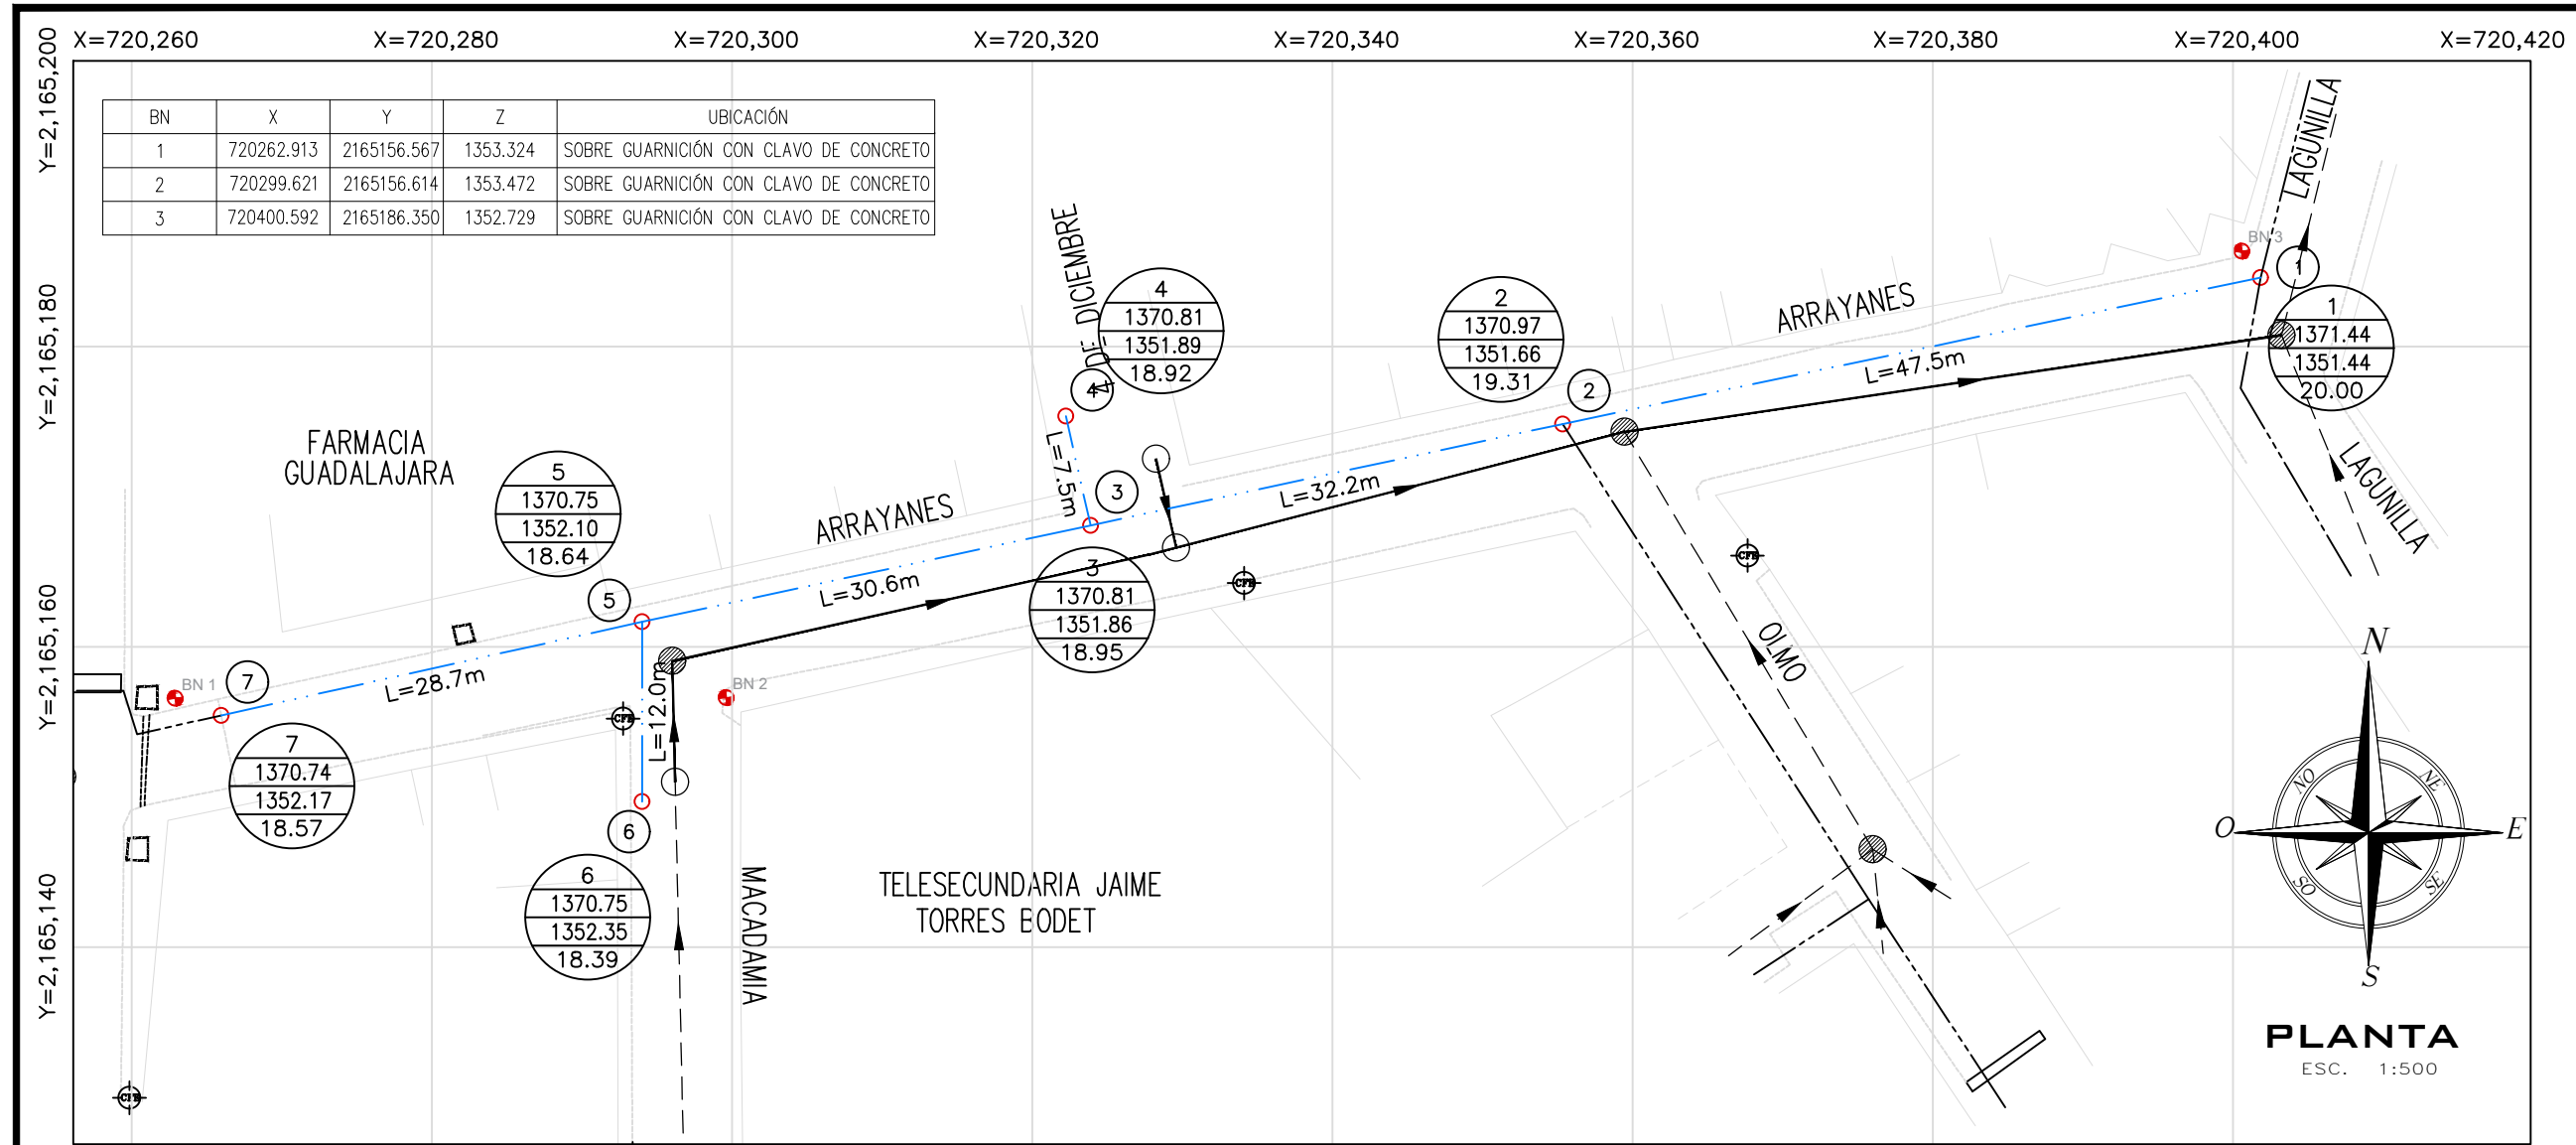 X=720,260 X=720,280 X=720,300 X=720,320 X=720,340 X=720,360 X=720,380 X=720,400 X=720,420
Y=2,165,200
Y=2,165,180
Y=2,165,160
Y=2,165,140
BN X Y Z UBICACIÓN
1 720262.913 2165156.567 1353.324 SOBRE GUARNICIÓN CON CLAVO DE CONCRETO
2 720299.621 2165156.614 1353.472 SOBRE GUARNICIÓN CON CLAVO DE CONCRETO
3 720400.592 2165186.350 1352.729 SOBRE GUARNICIÓN CON CLAVO DE CONCRETO
LAGUNILLA
BN 3
1
1
1371.44
1351.44
20.00
ARRAYANES
L=47.5m
2
1370.97
1351.66
19.31
2
DE DICIEMBRE
4
1370.81
1351.89
18.92
4
L=7.5m
3
L=32.2m
LAGUNILLA
FARMACIA
GUADALAJARA
5
1370.75
1352.10
18.64
ARRAYANES
5
L=30.6m
3
1370.81
1351.86
18.95
CFE
CFE
OLMO
BN 1
7
L=28.7m
CFE
L=12.0m
BN 2
7
1370.74
1352.17
18.57
6
6
1370.75
1352.35
18.39
MACADAMIA
TELESECUNDARIA JAIME
TORRES BODET
CFE
N
NO
NE
O
E
SO
SE
S
PLANTA
ESC. 1:500